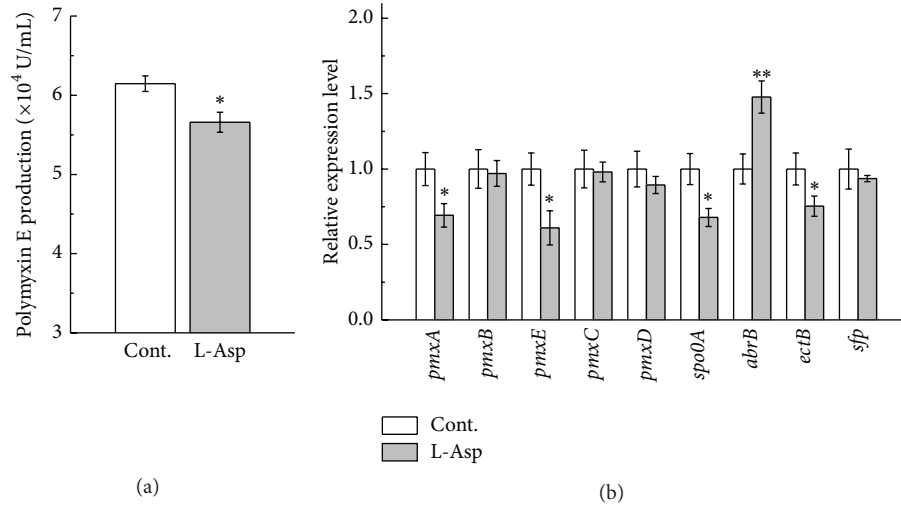 Polymyxin E production (×10⁴ U/mL)
7
6
5
4
3
*
Cont.
L-Asp
(a)
Relative expression level
2.0
1.5
1.0
0.5
0.0
*
*
*
**
*
pmxA
pmxB
pmxE
pmxC
pmxD
spo0A
abrB
ectB
sfp
Cont.
L-Asp
(b)